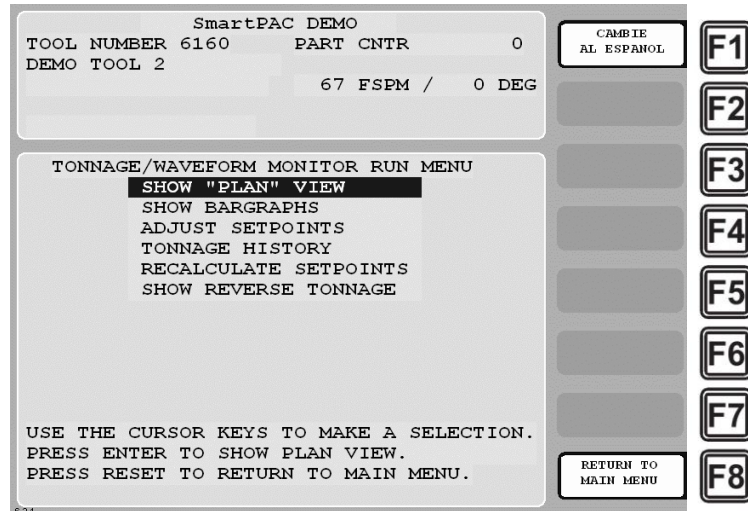 SmartPAC DEMO
TOOL NUMBER 6160 PART CNTR 0
DEMO TOOL 2
67 FSPM / 0 DEG
TONNAGE/WAVEFORM MONITOR RUN MENU
SHOW "PLAN" VIEW
SHOW BARGRAPHS
ADJUST SETPOINTS
TONNAGE HISTORY
RECALCULATE SETPOINTS
SHOW REVERSE TONNAGE
USE THE CURSOR KEYS TO MAKE A SELECTION.
PRESS ENTER TO SHOW PLAN VIEW.
PRESS RESET TO RETURN TO MAIN MENU.
CAMBIE
AL ESPANOL
RETURN TO
MAIN MENU
F1
F2
F3
F4
F5
F6
F7
F8